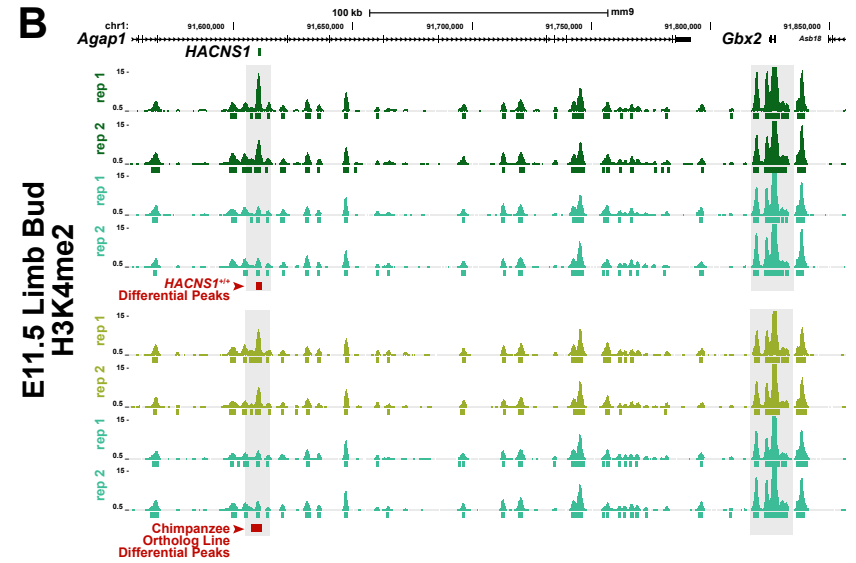 B
100 kb mm9
chr1: 91,600,000 91,650,000 91,700,000 91,750,000 91,800,000 91,850,000
Agap1 Gbx2 Asb18
HACNS1
E11.5 Limb Bud
H3K4me2
rep 1 15 0.5
rep 2 15 0.5
rep 1 15 0.5
rep 2 15 0.5
HACNS1+/+
Differential Peaks
rep 1 15 0.5
rep 2 15 0.5
rep 1 15 0.5
rep 2 15 0.5
Chimpanzee
Ortholog Line
Differential Peaks